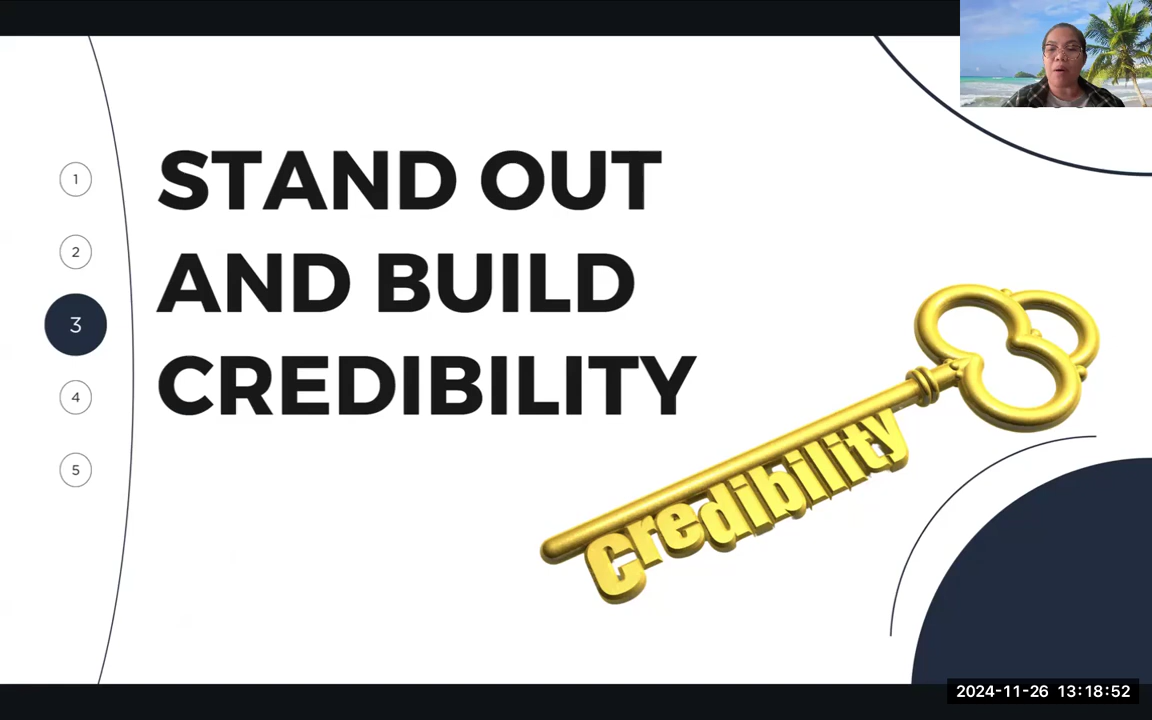 STAND OUT
AND BUILD
CREDIBILITY
1
2
3
4
5
credibility
2024-11-26 13:18:52